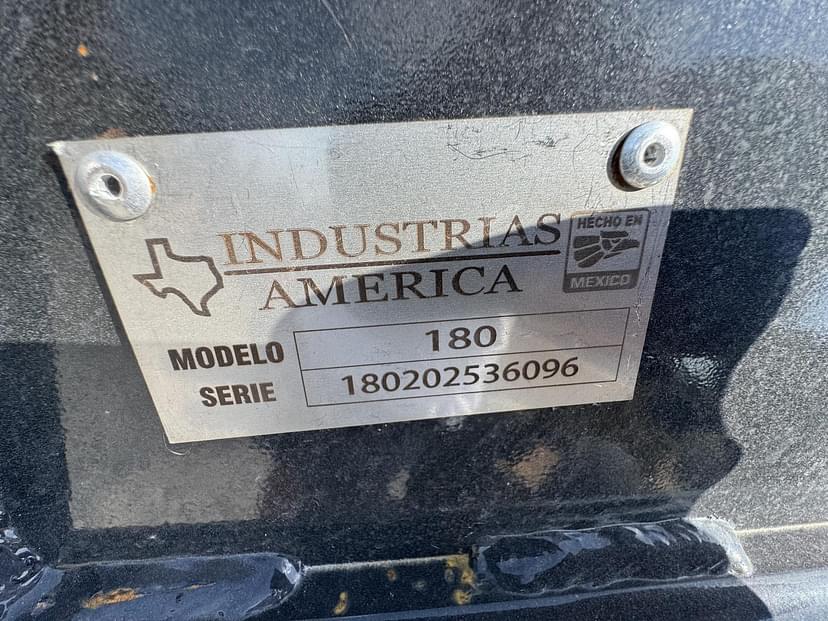 INDUSTRIAS
AMERICA
HECHO EN
MEXICO
MODELO 180
SERIE 180202536096